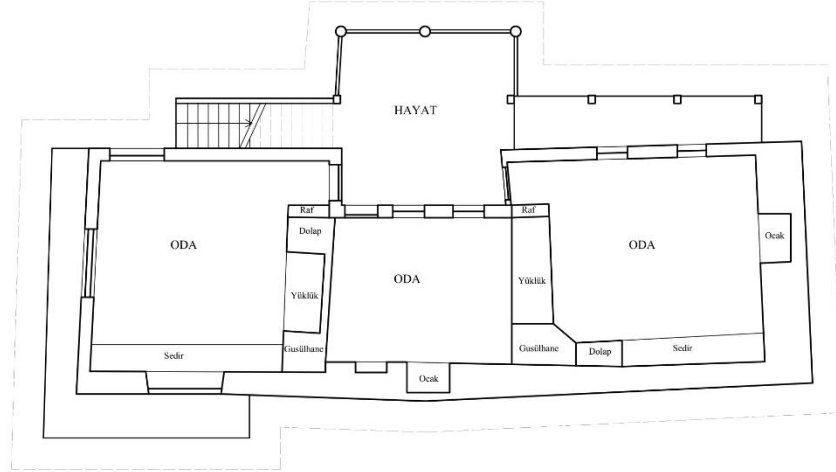 HAYAT
Raf
Raf
Dolap
ODA
ODA
ODA
Ocak
Yüklük
Yüklük
Gusülhane
Gusülhane
Dolap
Sedir
Sedir
Ocak